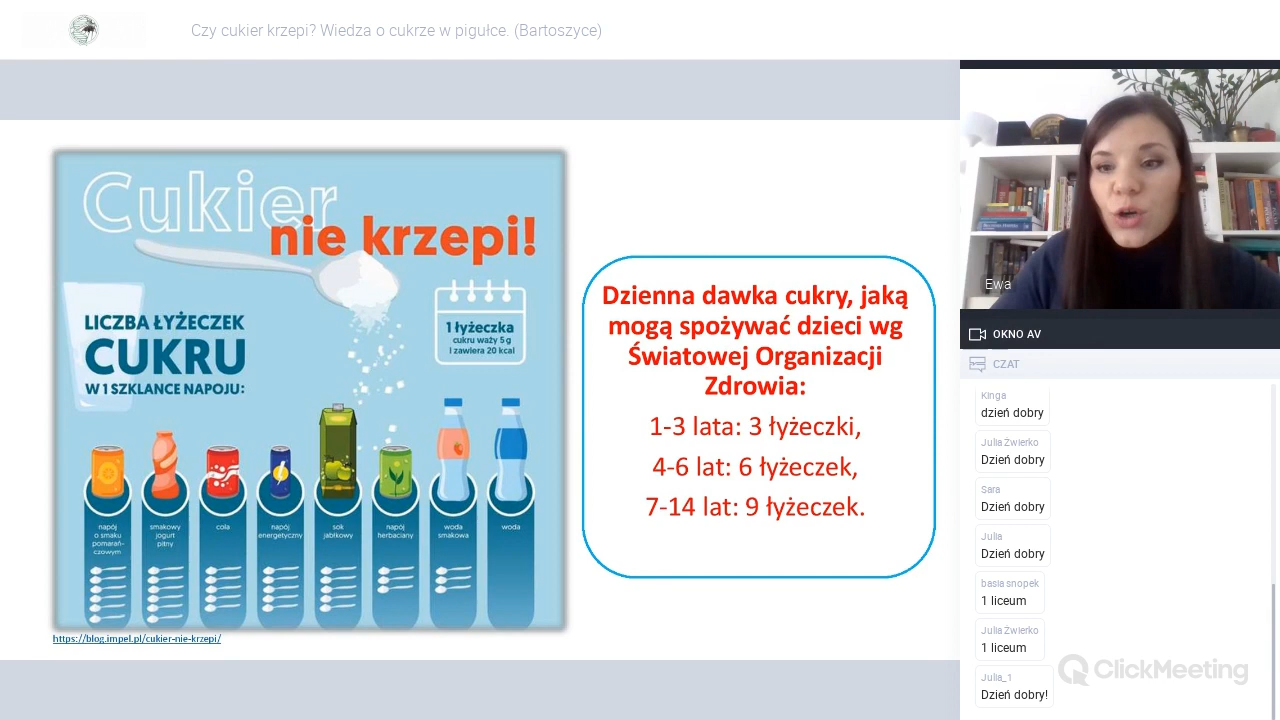 Czy cukier krzepi? Wiedza o cukrze w pigułce. (Bartoszyce)
Cukier
nie krzepi!
LICZBA ŁYŻECZEK
CUKRU
W 1 SZKLANCE NAPOJU:
1 łyżeczka
cukru waży 5 g
i zawiera 20 kcal
napój
o smaku
pomarań-
czowym
smakowy
jogurt
pitny
cola
napój
energetyczny
sok
jabłkowy
napój
herbaciany
woda
smakowa
woda
https://blog.impel.pl/cukier-nie-krzepi/
Dzienna dawka cukry, jaką
mogą spożywać dzieci wg
Światowej Organizacji
Zdrowia:
1-3 lata: 3 łyżeczki,
4-6 lat: 6 łyżeczek,
7-14 lat: 9 łyżeczek.
Ewa
OKNO AV
CZAT
Kinga
dzień dobry
Julia Żwierko
Dzień dobry
Sara
Dzień dobry
Julia
Dzień dobry
basia snopek
1 liceum
Julia Żwierko
1 liceum
Julia_1
Dzień dobry!
ClickMeeting